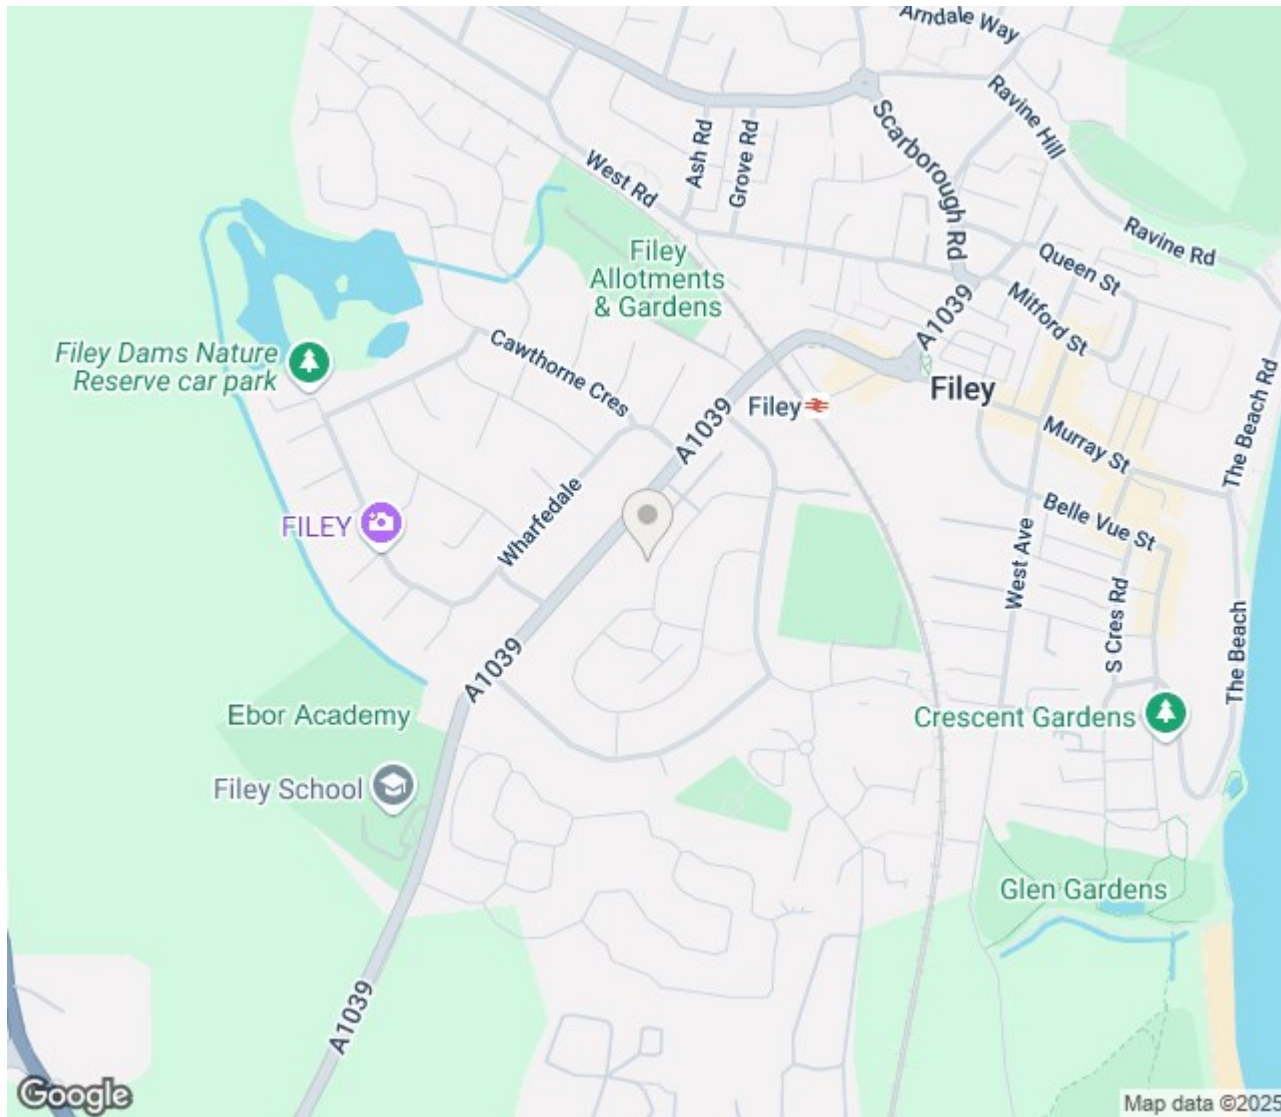 Arndale Way
Ravine Hill
Scarborough Rd
Ash Rd
Grove Rd
West Rd
Ravine Rd
Queen St
Filey
Allotments
& Gardens
Mitford St
A1039
Filey Dams Nature
Reserve car park
Cawthorne Cres
Filey
Filey
A1039
Murray St
The Beach Rd
Wharfedale
FILEY
Belle Vue St
West Ave
S Cres Rd
The Beach
A1039
Ebor Academy
Crescent Gardens
Filey School
Glen Gardens
A1039
Google
Map data ©2025